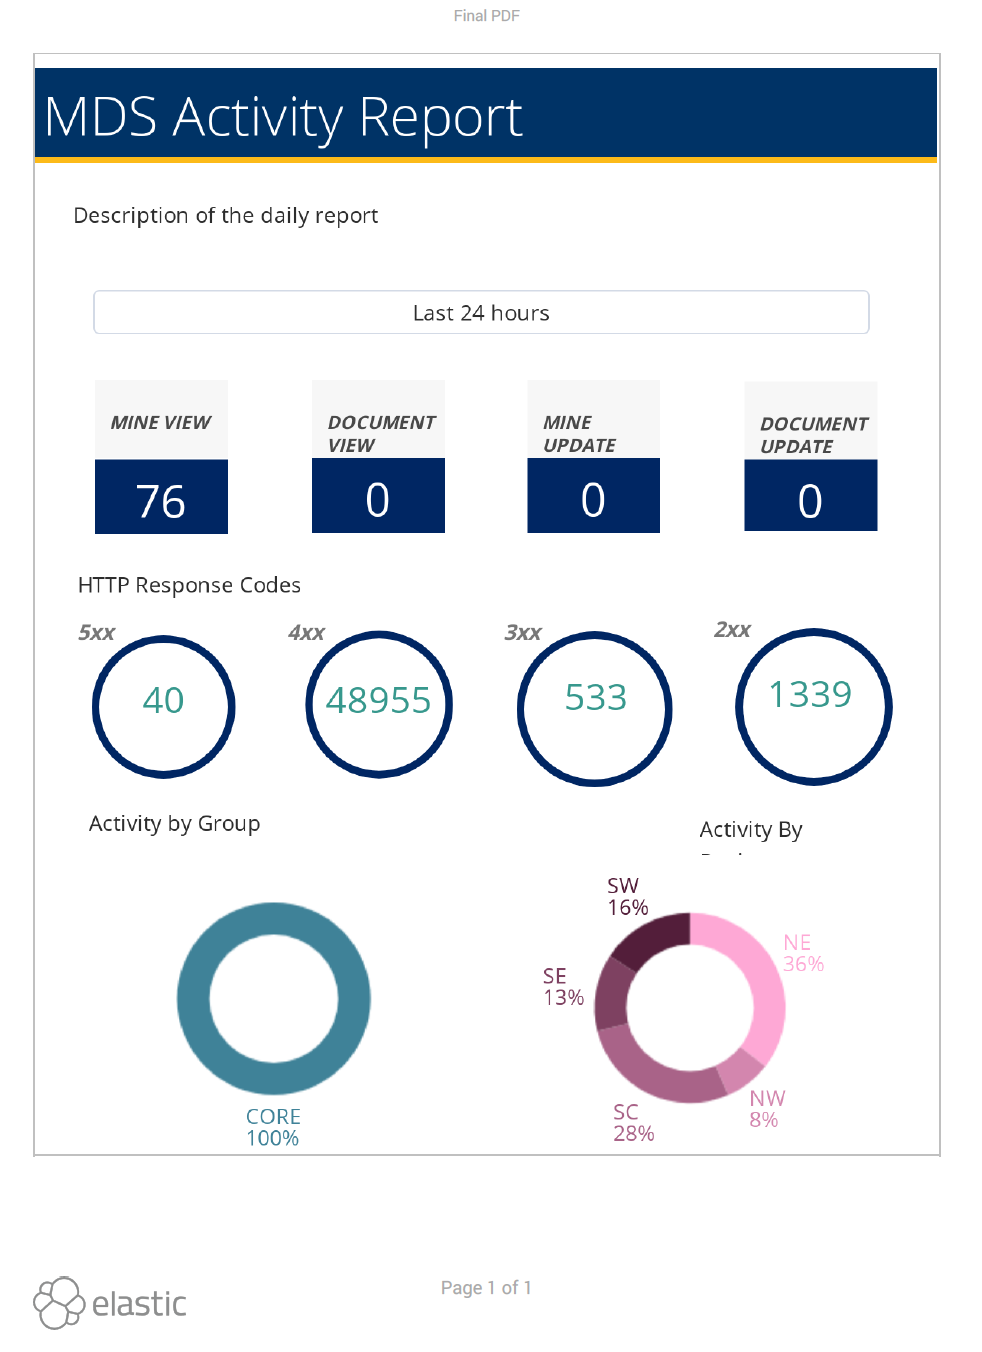 Final PDF
MDS Activity Report
Description of the daily report
Last 24 hours
MINE VIEW
76
DOCUMENT
VIEW
0
MINE
UPDATE
0
DOCUMENT
UPDATE
0
HTTP Response Codes
5xx
40
4xx
48955
3xx
533
2xx
1339
Activity by Group
CORE
100%
Activity By
SW
16%
NE
36%
SE
13%
NW
8%
SC
28%
elastic
Page 1 of 1